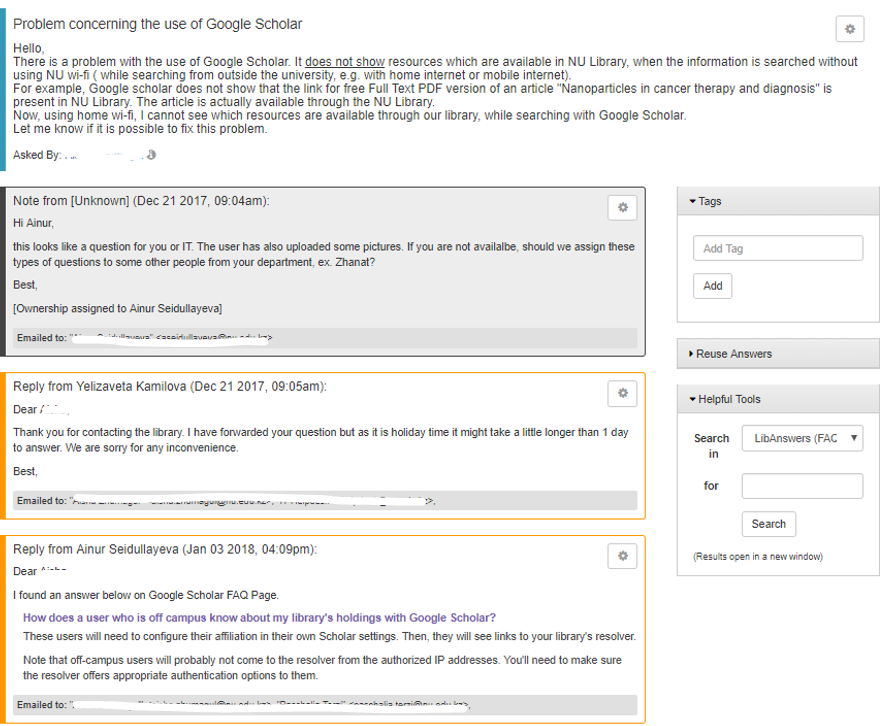 Problem concerning the use of Google Scholar
Hello,
There is a problem with the use of Google Scholar. It does not show resources which are available in NU Library, when the information is searched without
using NU wi-fi ( while searching from outside the university, e.g. with home internet or mobile internet).
For example, Google scholar does not show that the link for free Full Text PDF version of an article "Nanoparticles in cancer therapy and diagnosis" is
present in NU Library. The article is actually available through the NU Library.
Now, using home wi-fi, I cannot see which resources are available through our library, while searching with Google Scholar.
Let me know if it is possible to fix this problem.
Asked By:
Note from [Unknown] (Dec 21 2017, 09:04am):
Hi Ainur,
this looks like a question for you or IT. The user has also uploaded some pictures. If you are not availalbe, should we assign these
types of questions to some other people from your department, ex. Zhanat?
Best,
[Ownership assigned to Ainur Seidullayeva]
Emailed to:
Reply from Yelizaveta Kamilova (Dec 21 2017, 09:05am):
Dear
Thank you for contacting the library. I have forwarded your question but as it is holiday time it might take a little longer than 1 day
to answer. We are sorry for any inconvenience.
Best,
Emailed to:
Reply from Ainur Seidullayeva (Jan 03 2018, 04:09pm):
Dear
I found an answer below on Google Scholar FAQ Page.
How does a user who is off campus know about my library's holdings with Google Scholar?
These users will need to configure their affiliation in their own Scholar settings. Then, they will see links to your library's resolver.
Note that off-campus users will probably not come to the resolver from the authorized IP addresses. You'll need to make sure
the resolver offers appropriate authentication options to them.
Emailed to:
Tags
Add Tag
Add
Reuse Answers
Helpful Tools
Search
in
LibAnswers (FAC
for
Search
(Results open in a new window)